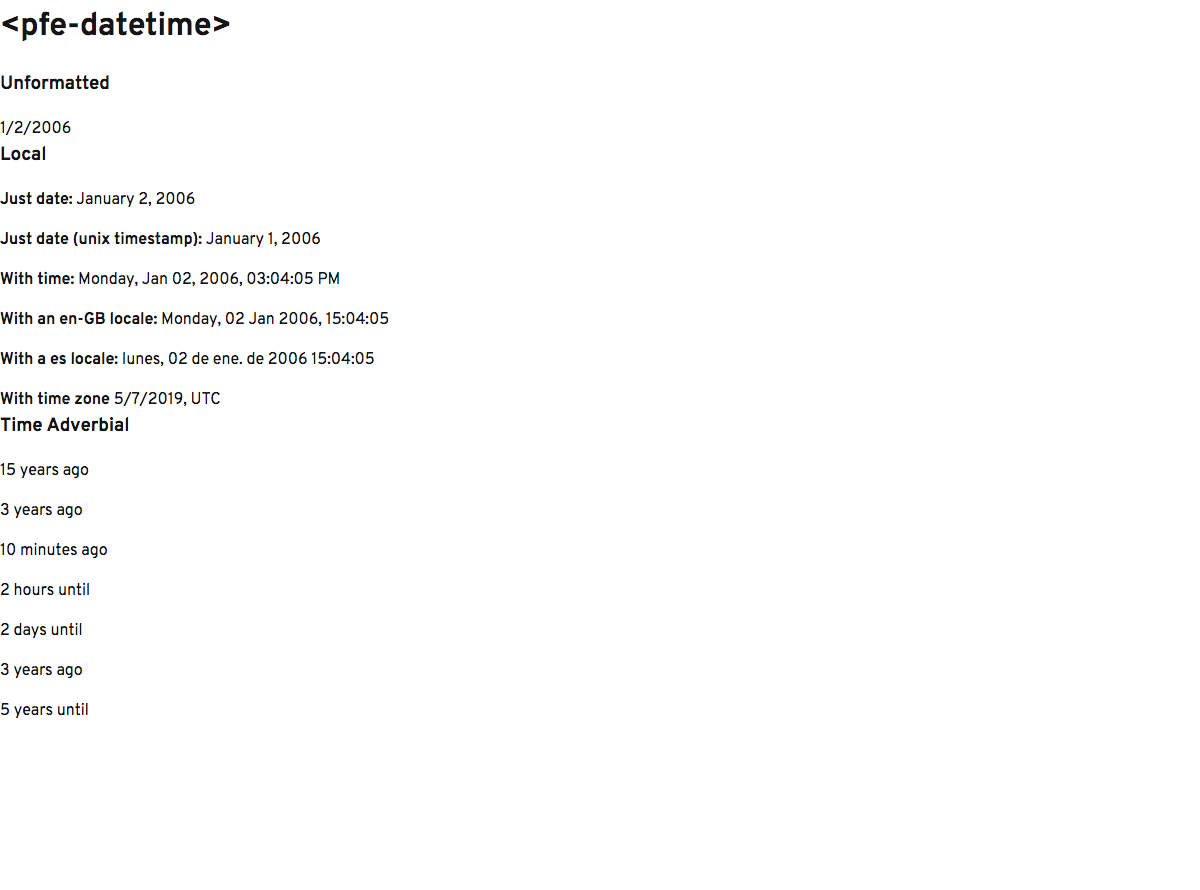 <pfe-datetime>
Unformatted
1/2/2006
Local
Just date: January 2, 2006
Just date (unix timestamp): January 1, 2006
With time: Monday, Jan 02, 2006, 03:04:05 PM
With an en-GB locale: Monday, 02 Jan 2006, 15:04:05
With a es locale: lunes, 02 de ene. de 2006 15:04:05
With time zone 5/7/2019, UTC
Time Adverbial
15 years ago
3 years ago
10 minutes ago
2 hours until
2 days until
3 years ago
5 years until